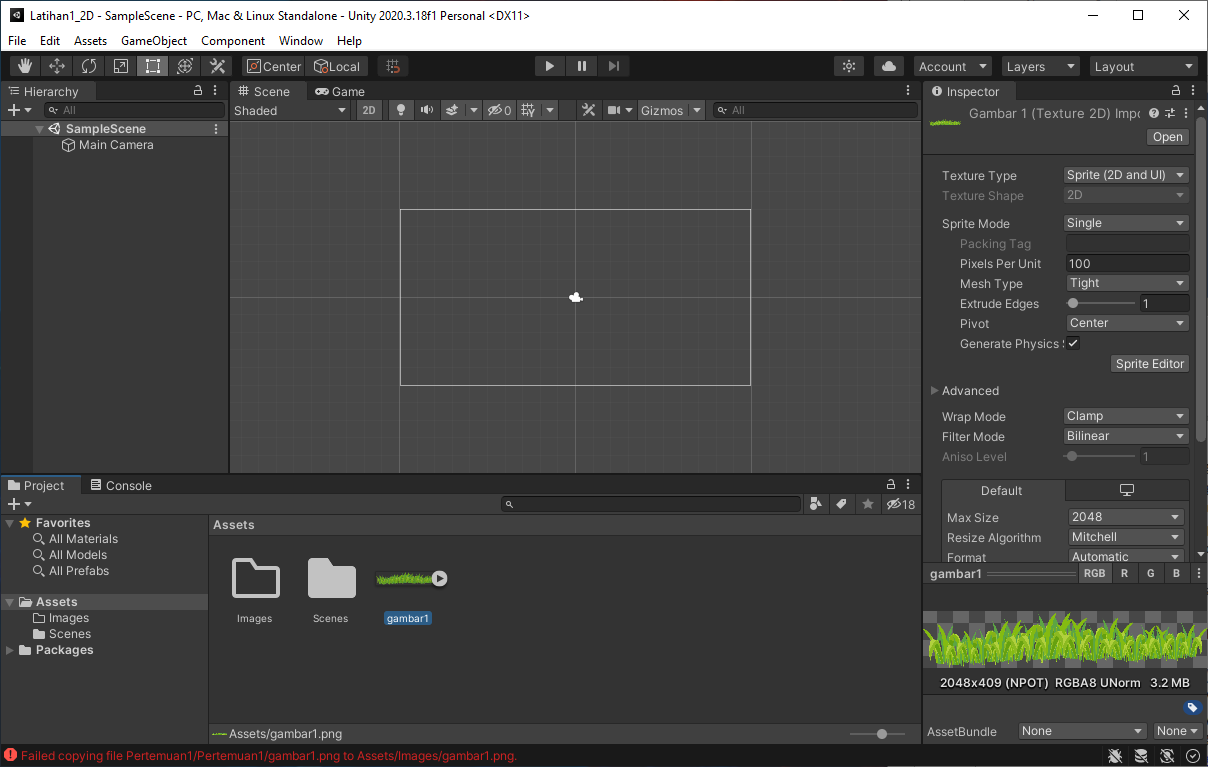 Latihan1_2D - SampleScene - PC, Mac & Linux Standalone - Unity 2020.3.18f1 Personal <DX11>
File Edit Assets GameObject Component Window Help
Center Local Account Layers Layout
Hierarchy
All
SampleScene
Main Camera
Scene Game
Shaded 2D 0 Gizmos All
Inspector
Gambar 1 (Texture 2D) Impo
Open
Texture Type Sprite (2D and UI)
Texture Shape 2D
Sprite Mode Single
Packing Tag
Pixels Per Unit 100
Mesh Type Tight
Extrude Edges 1
Pivot Center
Generate Physics S
Sprite Editor
Advanced
Wrap Mode Clamp
Filter Mode Bilinear
Aniso Level 1
Default
Max Size 2048
Resize Algorithm Mitchell
Format Automatic
gambar1 RGB R G B
2048x409 (NPOT) RGBA8 UNorm 3.2 MB
AssetBundle None None
Project Console
18
Favorites
All Materials
All Models
All Prefabs
Assets
Images
Scenes
Packages
Assets
Images Scenes gambar1
Assets/gambar1.png
Failed copying file Pertemuan1/Pertemuan1/gambar1.png to Assets/Images/gambar1.png.